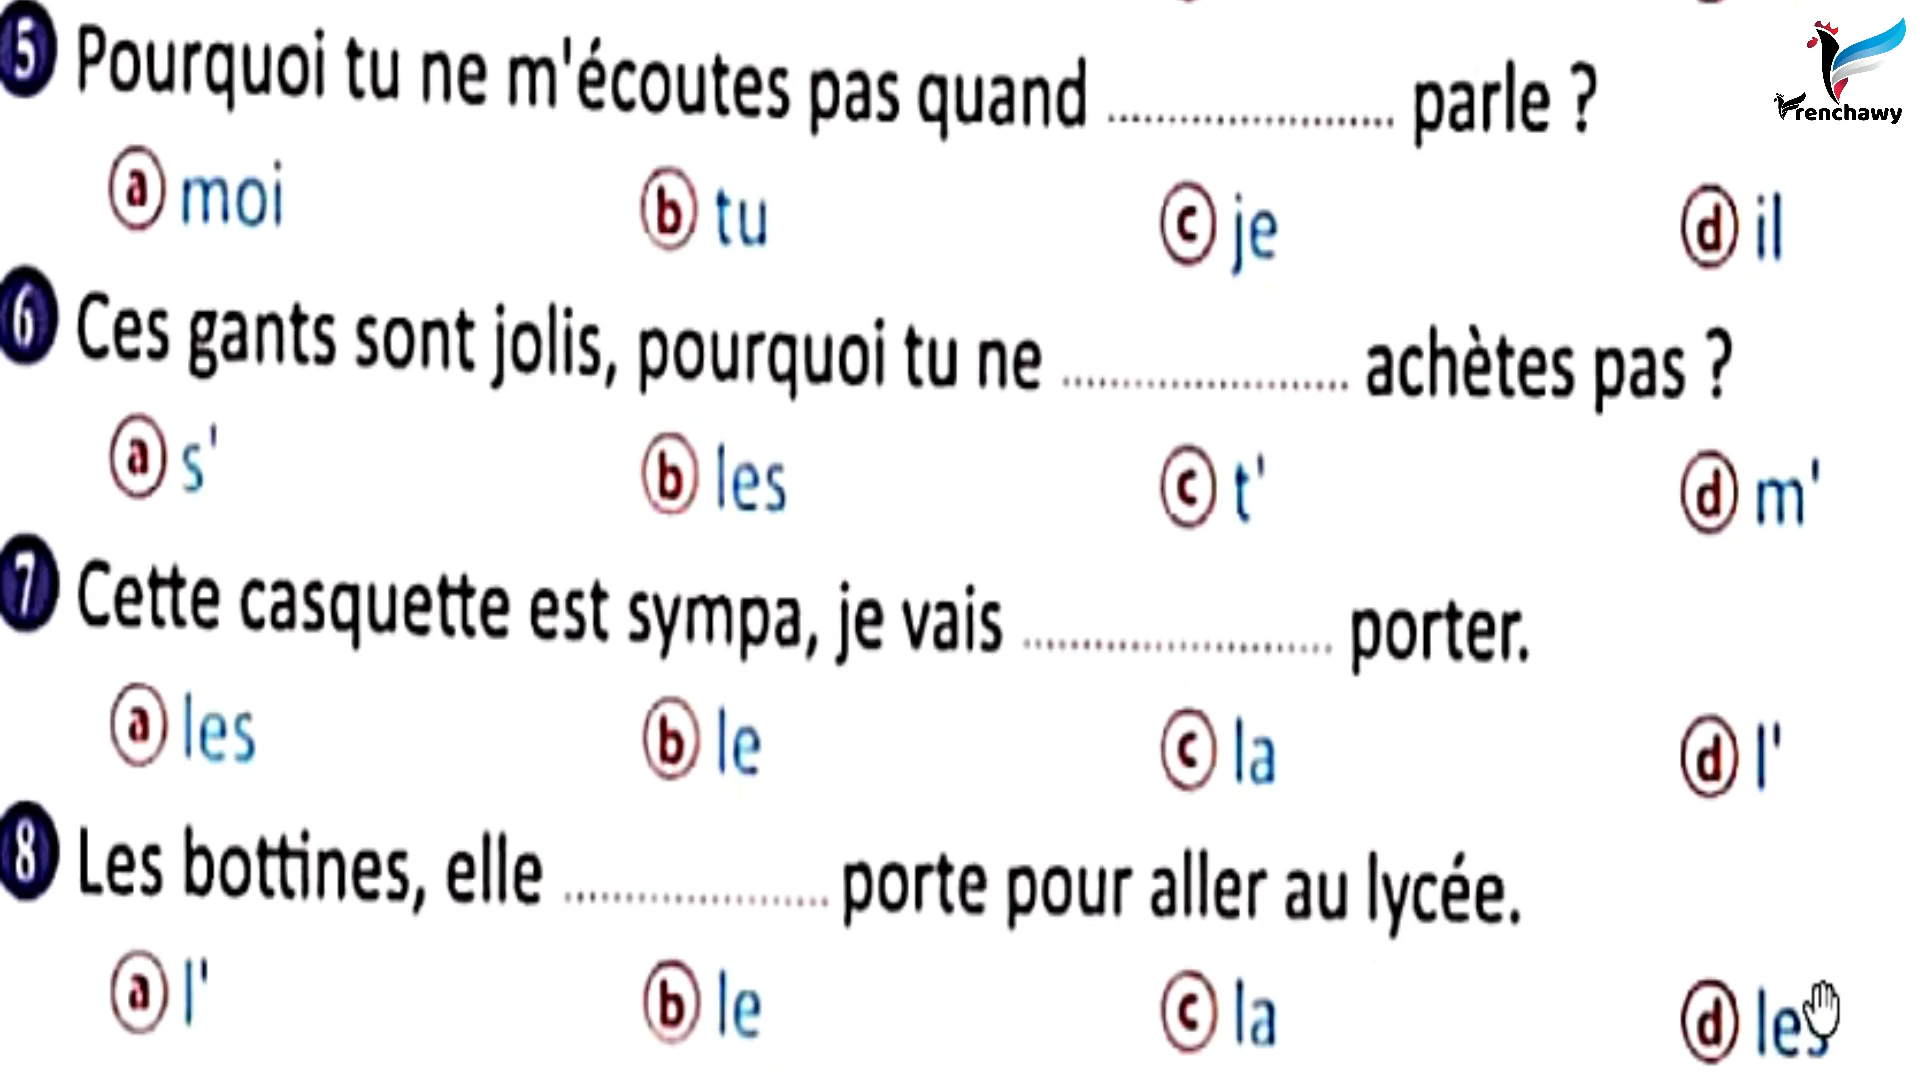 5 Pourquoi tu ne m'écoutes pas quand ........................ parle ?
a moi b tu c je d il
6 Ces gants sont jolis, pourquoi tu ne ........................ achètes pas ?
a s' b les c t' d m'
7 Cette casquette est sympa, je vais .......................... porter.
a les b le c la d l'
8 Les bottines, elle ...................... porte pour aller au lycée.
a l' b le c la d les
Frenchawy